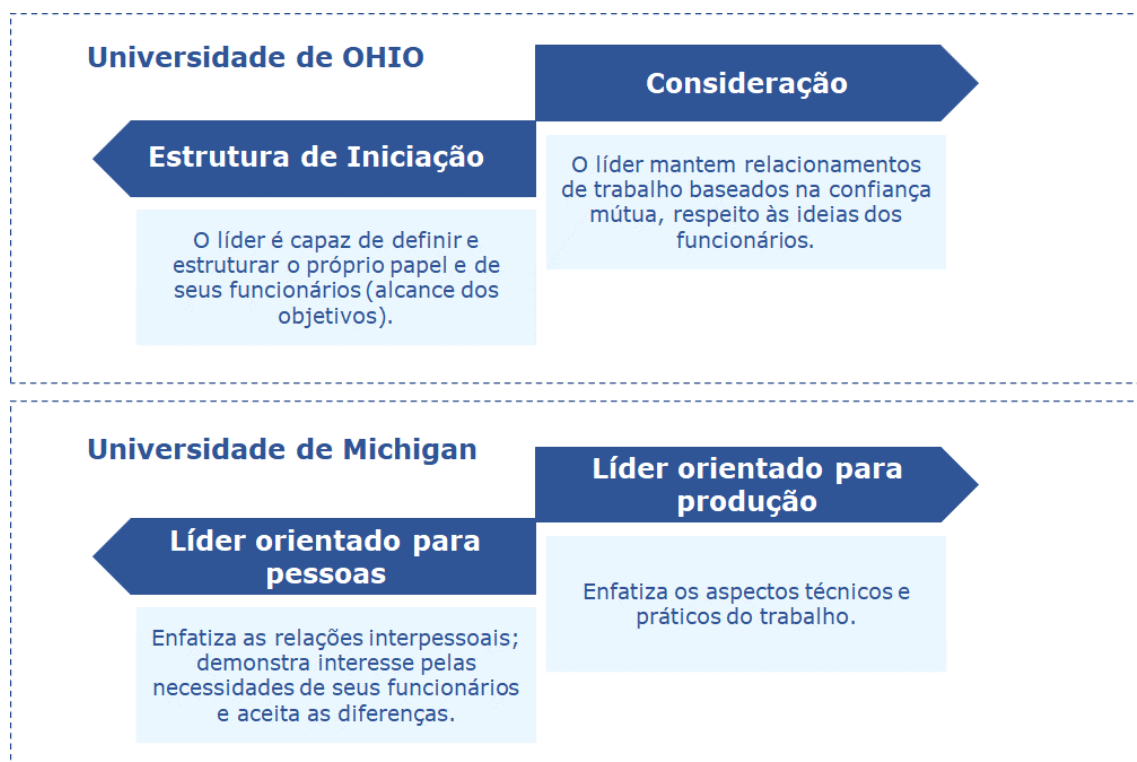 Universidade de OHIO
Estrutura de Iniciação
O líder é capaz de definir e
estruturar o próprio papel e de
seus funcionários (alcance dos
objetivos).
Consideração
O líder mantem relacionamentos
de trabalho baseados na confiança
mútua, respeito às ideias dos
funcionários.
Universidade de Michigan
Líder orientado para
pessoas
Enfatiza as relações interpessoais;
demonstra interesse pelas
necessidades de seus funcionários
e aceita as diferenças.
Líder orientado para
produção
Enfatiza os aspectos técnicos e
práticos do trabalho.